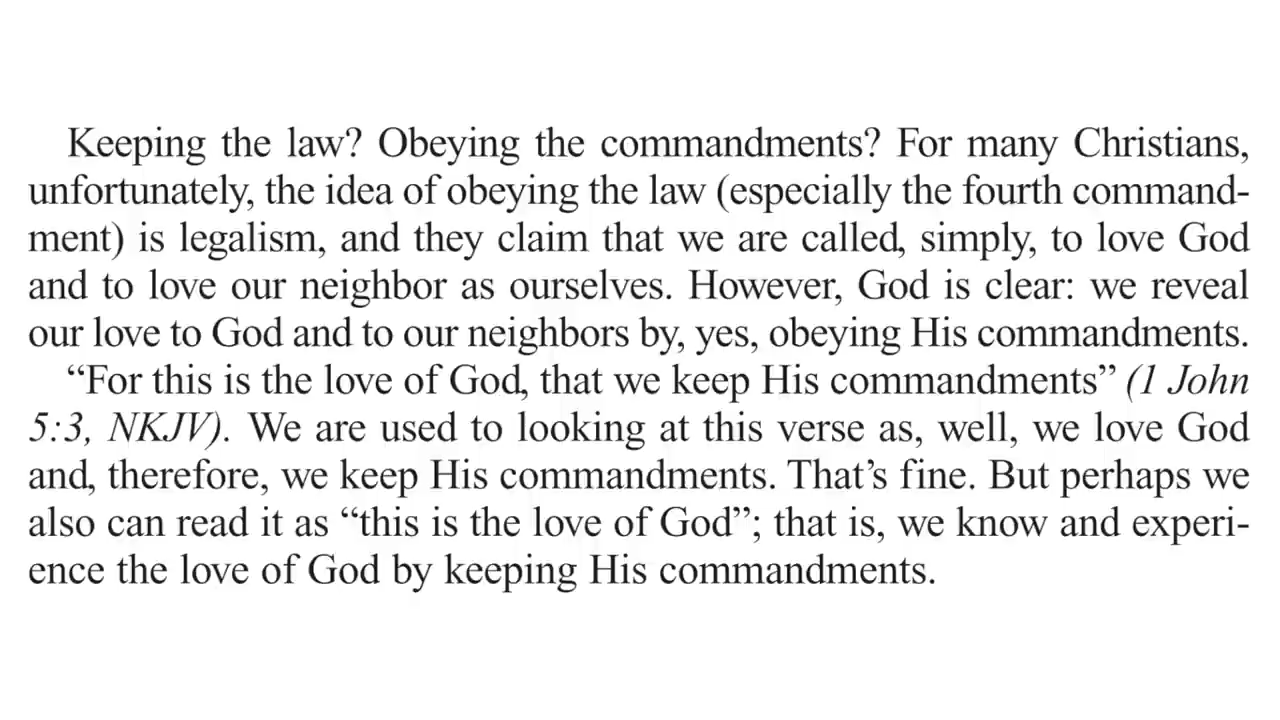 Keeping the law? Obeying the commandments? For many Christians,
unfortunately, the idea of obeying the law (especially the fourth command-
ment) is legalism, and they claim that we are called, simply, to love God
and to love our neighbor as ourselves. However, God is clear: we reveal
our love to God and to our neighbors by, yes, obeying His commandments.
“For this is the love of God, that we keep His commandments” (1 John
5:3, NKJV). We are used to looking at this verse as, well, we love God
and, therefore, we keep His commandments. That’s fine. But perhaps we
also can read it as “this is the love of God”; that is, we know and experi-
ence the love of God by keeping His commandments.